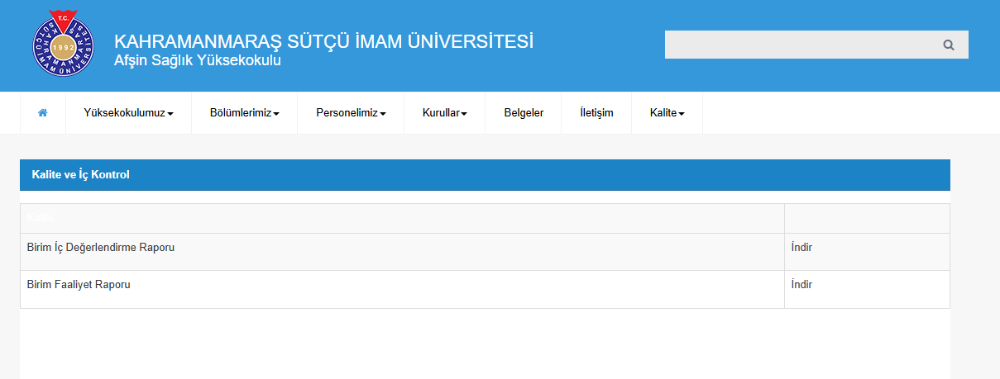 T.C.
KAHRAMANMARAŞ
SÜTÇÜ İMAM ÜNİVERSİTESİ
1992
KAHRAMANMARAŞ SÜTÇÜ İMAM ÜNİVERSİTESİ
Afşin Sağlık Yüksekokulu
Yüksekokulumuz Bölümlerimiz Personelimiz Kurullar Belgeler İletişim Kalite
Kalite ve İç Kontrol
Kalite
Birim İç Değerlendirme Raporu İndir
Birim Faaliyet Raporu İndir